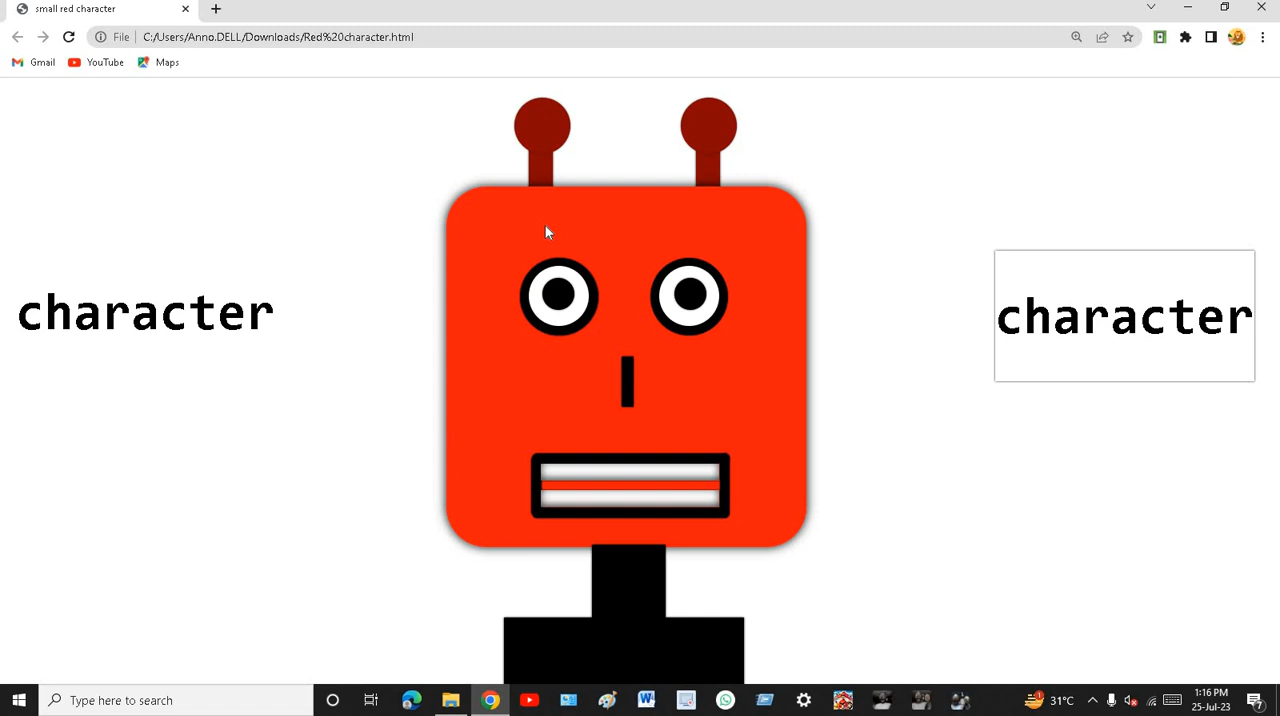 small red character
File
C:/Users/Anno.DELL/Downloads/Red%20character.html
Gmail
YouTube
Maps
character
character
Type here to search
31°C
1:16 PM
25-Jul-23